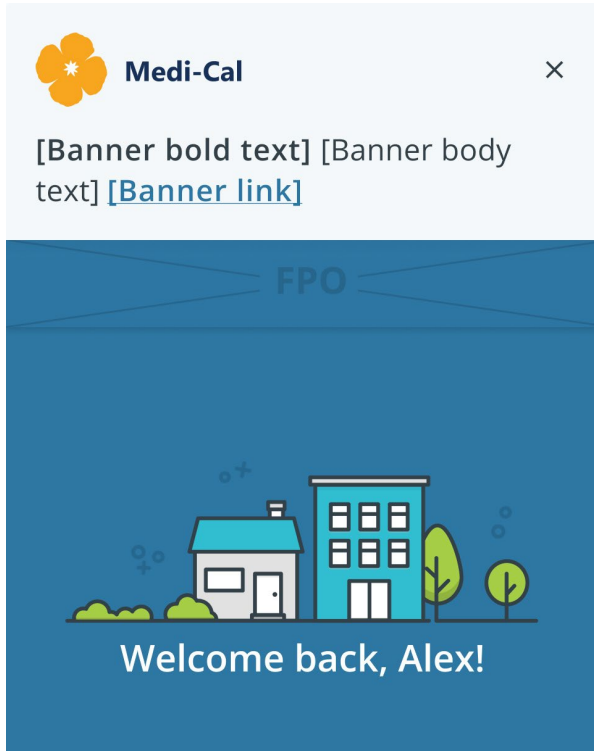 Medi-Cal
[Banner bold text] [Banner body
text] [Banner link]
FPO
Welcome back, Alex!